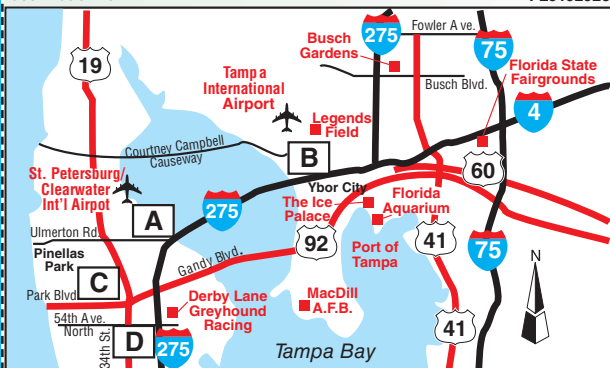 Fowler Ave.
275
75
Busch
Gardens
19
Florida State
Fairgrounds
Tampa
International
Airport
Busch Blvd.
4
Legends
Field
Courtney Campbell
Causeway
B
60
St. Petersburg/
Clearwater
Int'l Airpot
Ybor City
The Ice
Palace
Florida
Aquarium
275
A
Ulmerton Rd.
Pinellas
Park
92
41
75
Port of
Tampa
N
Gandy Blvd.
C
Park Blvd.
Derby Lane
Greyhound
Racing
MacDill
A.F.B.
54th Ave.
North
34th St.
D
275
41
Tampa Bay